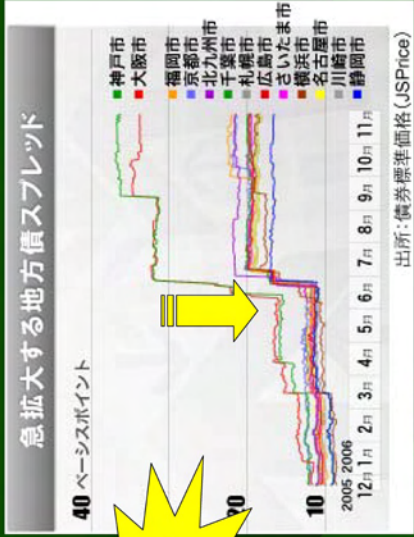 急拡大する地方債スプレッド
40 ベーシスポイント
20
10
2005 2006
12月 1月 2月 3月 4月 5月 6月 7月 8月 9月 10月 11月
神戸市
大阪市
福岡市
京都市
北九州市
千葉市
札幌市
広島市
さいたま市
横浜市
名古屋市
川崎市
静岡市
出所:債券標準価格(JSPrice)